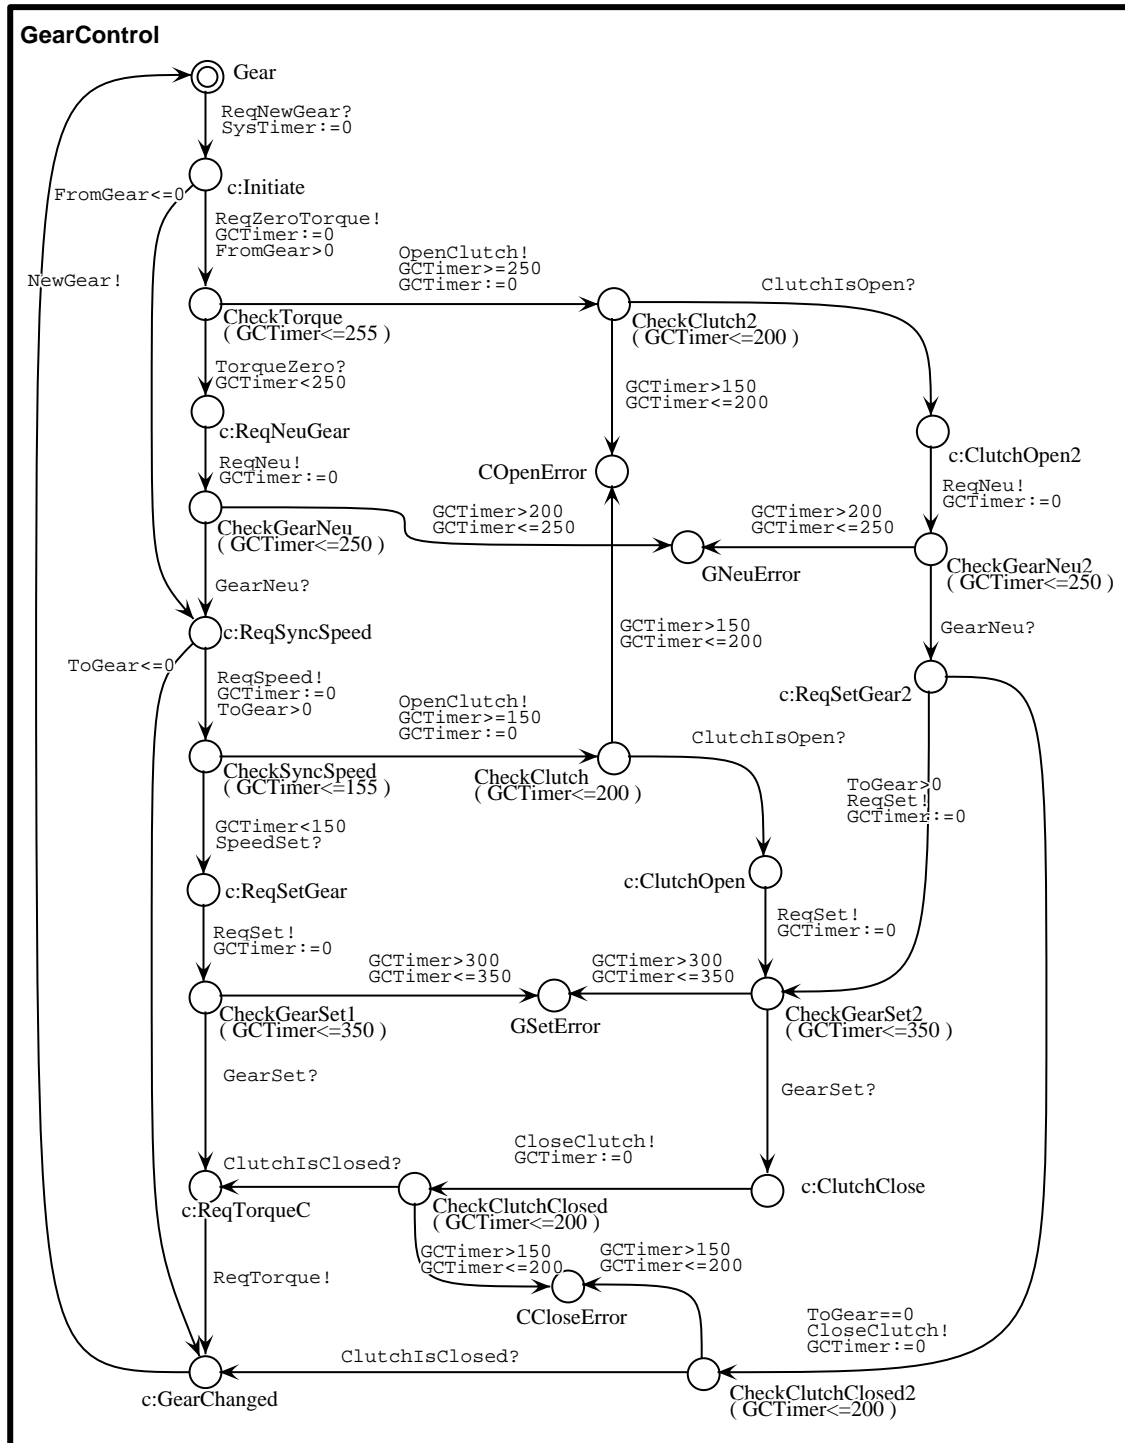 GearControl
Gear
ReqNewGear?
SysTimer:=0
c:Initiate
FromGear<=0
ReqZeroTorque!
GCTimer:=0
FromGear>0
NewGear!
OpenClutch!
GCTimer>=250
GCTimer:=0
ClutchIsOpen?
CheckTorque
( GCTimer<=255 )
CheckClutch2
( GCTimer<=200 )
TorqueZero?
GCTimer<250
GCTimer>150
GCTimer<=200
c:ReqNeuGear
c:ClutchOpen2
ReqNeu!
GCTimer:=0
COpenError
ReqNeu!
GCTimer:=0
CheckGearNeu
( GCTimer<=250 )
GCTimer>200
GCTimer<=250
GCTimer>200
GCTimer<=250
GNeuError
CheckGearNeu2
( GCTimer<=250 )
GearNeu?
GearNeu?
c:ReqSyncSpeed
GCTimer>150
GCTimer<=200
ToGear<=0
ReqSpeed!
GCTimer:=0
ToGear>0
c:ReqSetGear2
OpenClutch!
GCTimer>=150
GCTimer:=0
ClutchIsOpen?
CheckSyncSpeed
( GCTimer<=155 )
CheckClutch
( GCTimer<=200 )
ToGear>0
ReqSet!
GCTimer:=0
GCTimer<150
SpeedSet?
c:ReqSetGear
c:ClutchOpen
ReqSet!
GCTimer:=0
ReqSet!
GCTimer:=0
GCTimer>300
GCTimer<=350
GCTimer>300
GCTimer<=350
CheckGearSet1
( GCTimer<=350 )
GSetError
CheckGearSet2
( GCTimer<=350 )
GearSet?
GearSet?
CloseClutch!
GCTimer:=0
ClutchIsClosed?
c:ReqTorqueC
CheckClutchClosed
( GCTimer<=200 )
c:ClutchClose
GCTimer>150
GCTimer<=200
GCTimer>150
GCTimer<=200
ReqTorque!
CCloseError
ToGear==0
CloseClutch!
GCTimer:=0
ClutchIsClosed?
c:GearChanged
CheckClutchClosed2
( GCTimer<=200 )